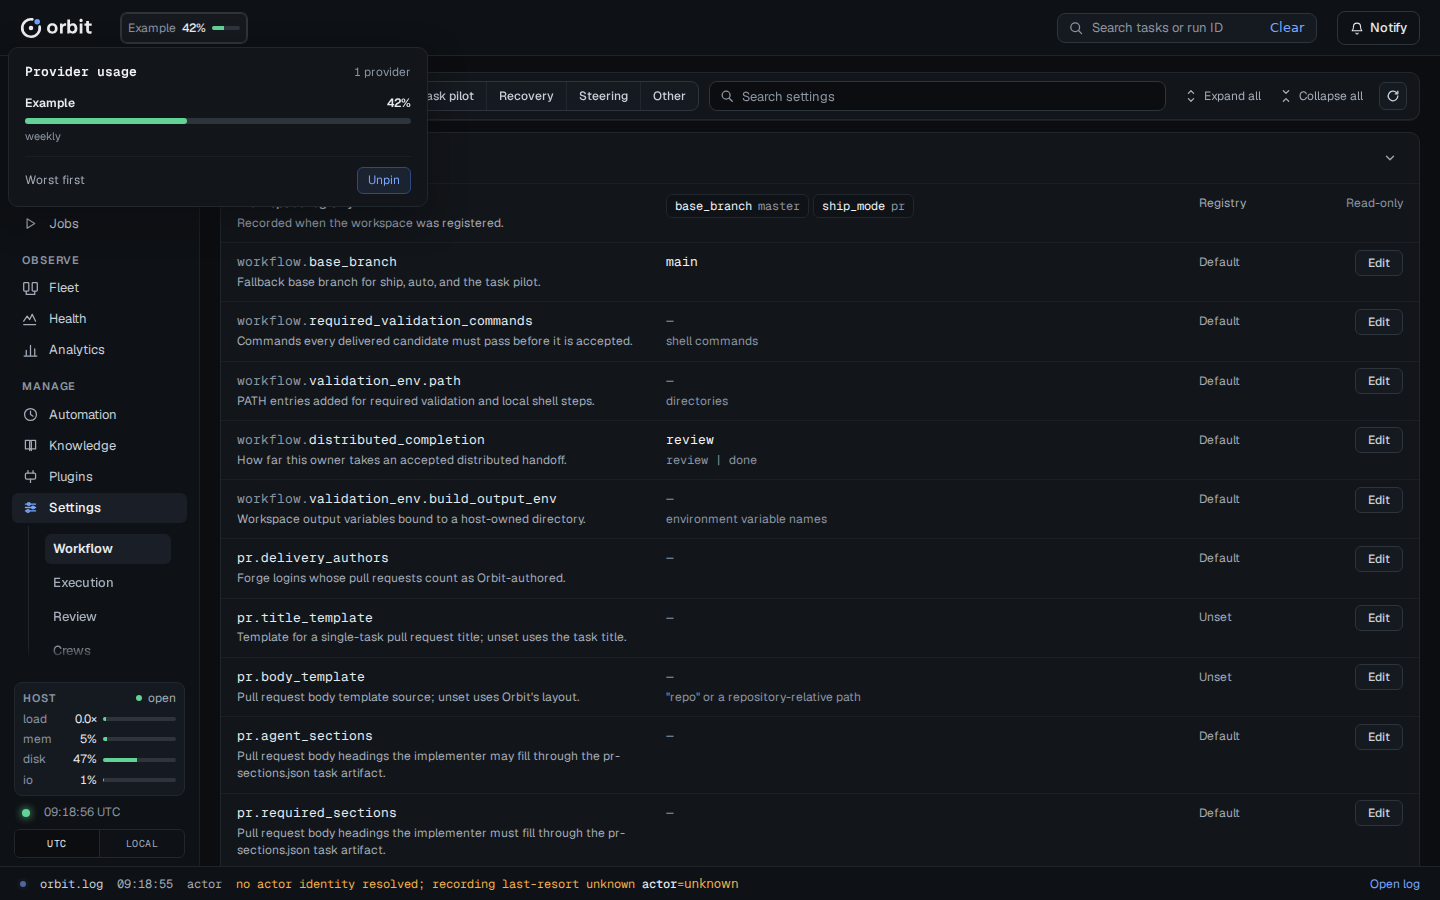 orbit
Example 42%
Search tasks or run ID
Clear
Notify
Provider usage
1 provider
Example
42%
weekly
Worst first
Unpin
ask pilot
Recovery
Steering
Other
Search settings
Expand all
Collapse all
Jobs
OBSERVE
Fleet
Health
Analytics
MANAGE
Automation
Knowledge
Plugins
Settings
Workflow
Execution
Review
Crews
HOST
open
load 0.0×
mem 5%
disk 47%
io 1%
09:18:56 UTC
UTC
LOCAL
base_branch master
ship_mode pr
Registry
Read-only
Recorded when the workspace was registered.
workflow.base_branch
main
Default
Edit
Fallback base branch for ship, auto, and the task pilot.
workflow.required_validation_commands
—
Default
Edit
Commands every delivered candidate must pass before it is accepted.
shell commands
workflow.validation_env.path
—
Default
Edit
PATH entries added for required validation and local shell steps.
directories
workflow.distributed_completion
review
Default
Edit
How far this owner takes an accepted distributed handoff.
review | done
workflow.validation_env.build_output_env
—
Default
Edit
Workspace output variables bound to a host-owned directory.
environment variable names
pr.delivery_authors
—
Default
Edit
Forge logins whose pull requests count as Orbit-authored.
pr.title_template
—
Unset
Edit
Template for a single-task pull request title; unset uses the task title.
pr.body_template
—
Unset
Edit
Pull request body template source; unset uses Orbit's layout.
"repo" or a repository-relative path
pr.agent_sections
—
Default
Edit
Pull request body headings the implementer may fill through the pr-
sections.json task artifact.
pr.required_sections
—
Default
Edit
Pull request body headings the implementer must fill through the pr-
sections.json task artifact.
orbit.log 09:18:55 actor no actor identity resolved; recording last-resort unknown actor=unknown
Open log